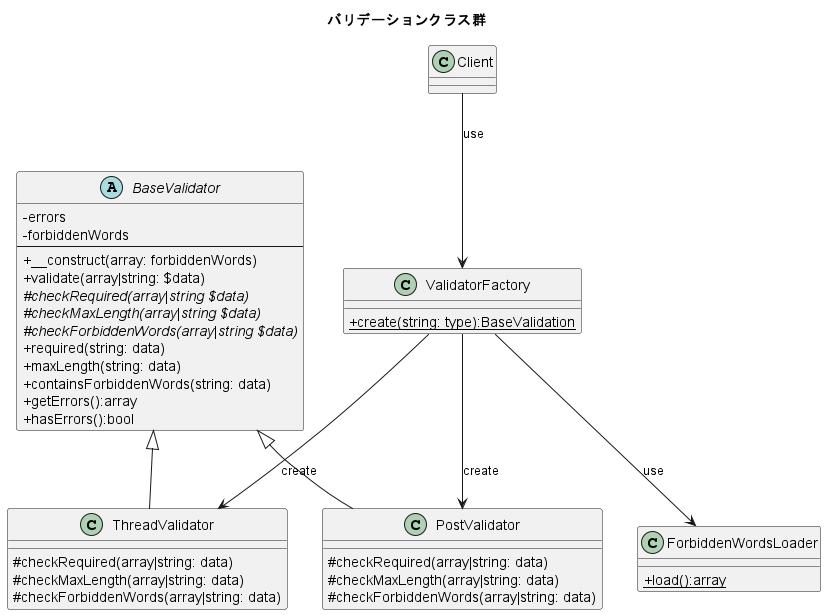 バリデーションクラス群
C Client
use
A BaseValidator
-errors
-forbiddenWords
+__construct(array: forbiddenWords)
+validate(array|string: $data)
#checkRequired(array|string $data)
#checkMaxLength(array|string $data)
#checkForbiddenWords(array|string $data)
+required(string: data)
+maxLength(string: data)
+containsForbiddenWords(string: data)
+getErrors():array
+hasErrors():bool
C ValidatorFactory
+create(string: type):BaseValidation
create
create
use
C ThreadValidator
#checkRequired(array|string: data)
#checkMaxLength(array|string: data)
#checkForbiddenWords(array|string: data)
C PostValidator
#checkRequired(array|string: data)
#checkMaxLength(array|string: data)
#checkForbiddenWords(array|string: data)
C ForbiddenWordsLoader
+load():array